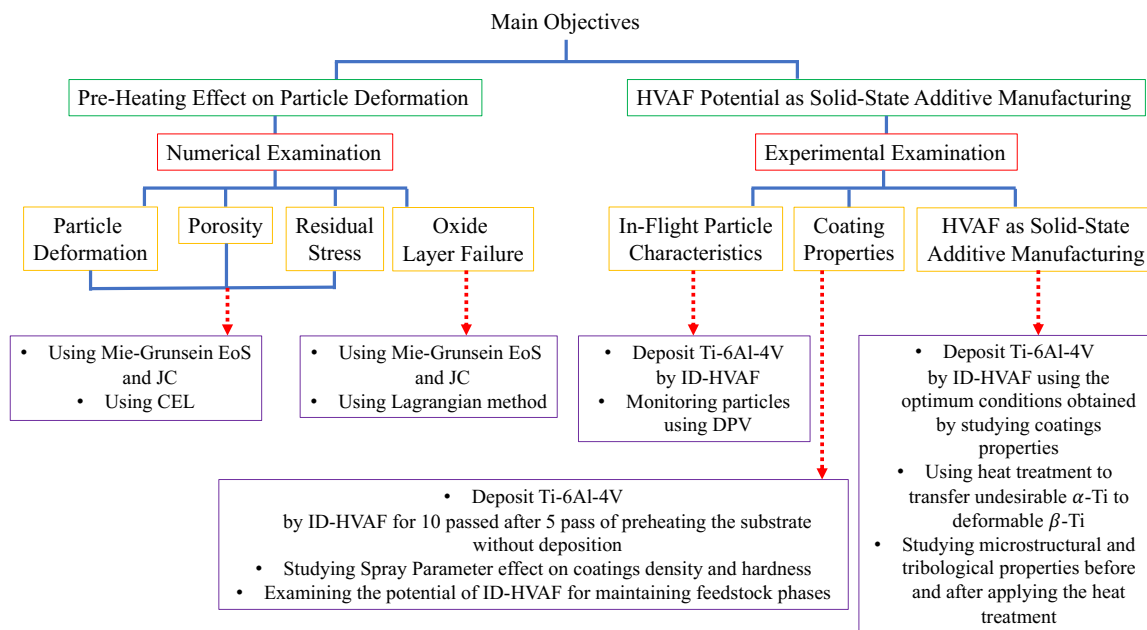 Main Objectives
Pre-Heating Effect on Particle Deformation
HVAF Potential as Solid-State Additive Manufacturing
Numerical Examination
Experimental Examination
Particle
Deformation
Porosity
Residual
Stress
Oxide
Layer Failure
In-Flight Particle
Characteristics
Coating
Properties
HVAF as Solid-State
Additive Manufacturing
• Using Mie-Grunsein EoS
and JC
• Using CEL
• Using Mie-Grunsein EoS
and JC
• Using Lagrangian method
• Deposit Ti-6Al-4V
by ID-HVAF
• Monitoring particles
using DPV
• Deposit Ti-6Al-4V
by ID-HVAF using the
optimum conditions obtained
by studying coatings
properties
• Using heat treatment to
transfer undesirable α-Ti to
deformable β-Ti
• Studying microstructural and
tribological properties before
and after applying the heat
treatment
• Deposit Ti-6Al-4V
by ID-HVAF for 10 passed after 5 pass of preheating the substrate
without deposition
• Studying Spray Parameter effect on coatings density and hardness
• Examining the potential of ID-HVAF for maintaining feedstock phases